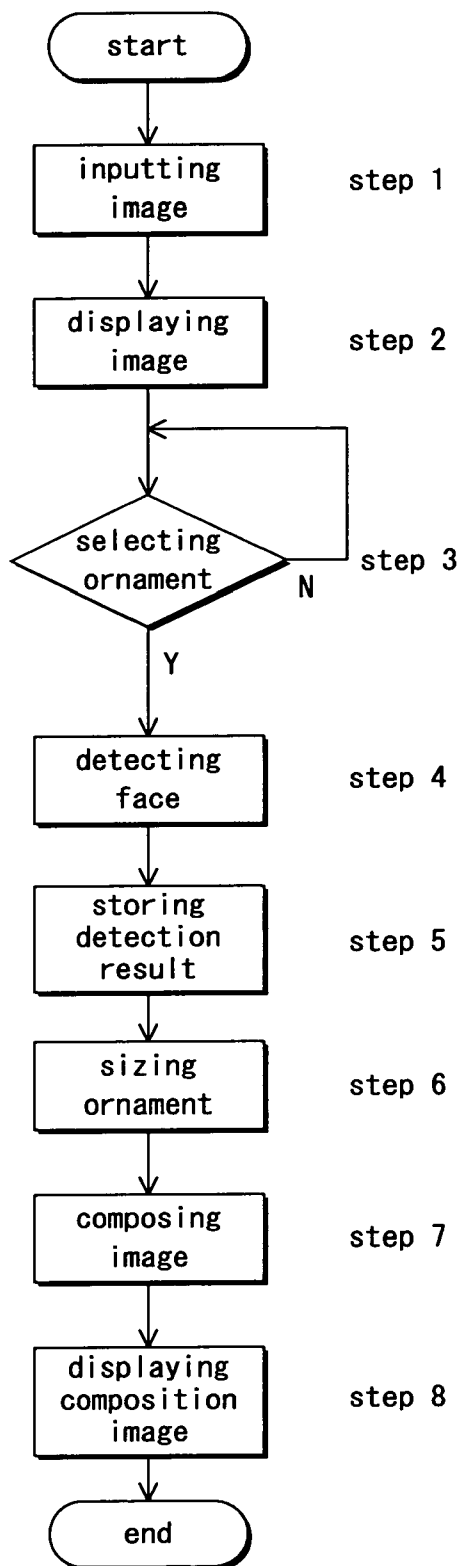 start
inputting
image
step 1
displaying
image
step 2
selecting
ornament
step 3
N
Y
detecting
face
step 4
storing
detection
result
step 5
sizing
ornament
step 6
composing
image
step 7
displaying
composition
image
step 8
end